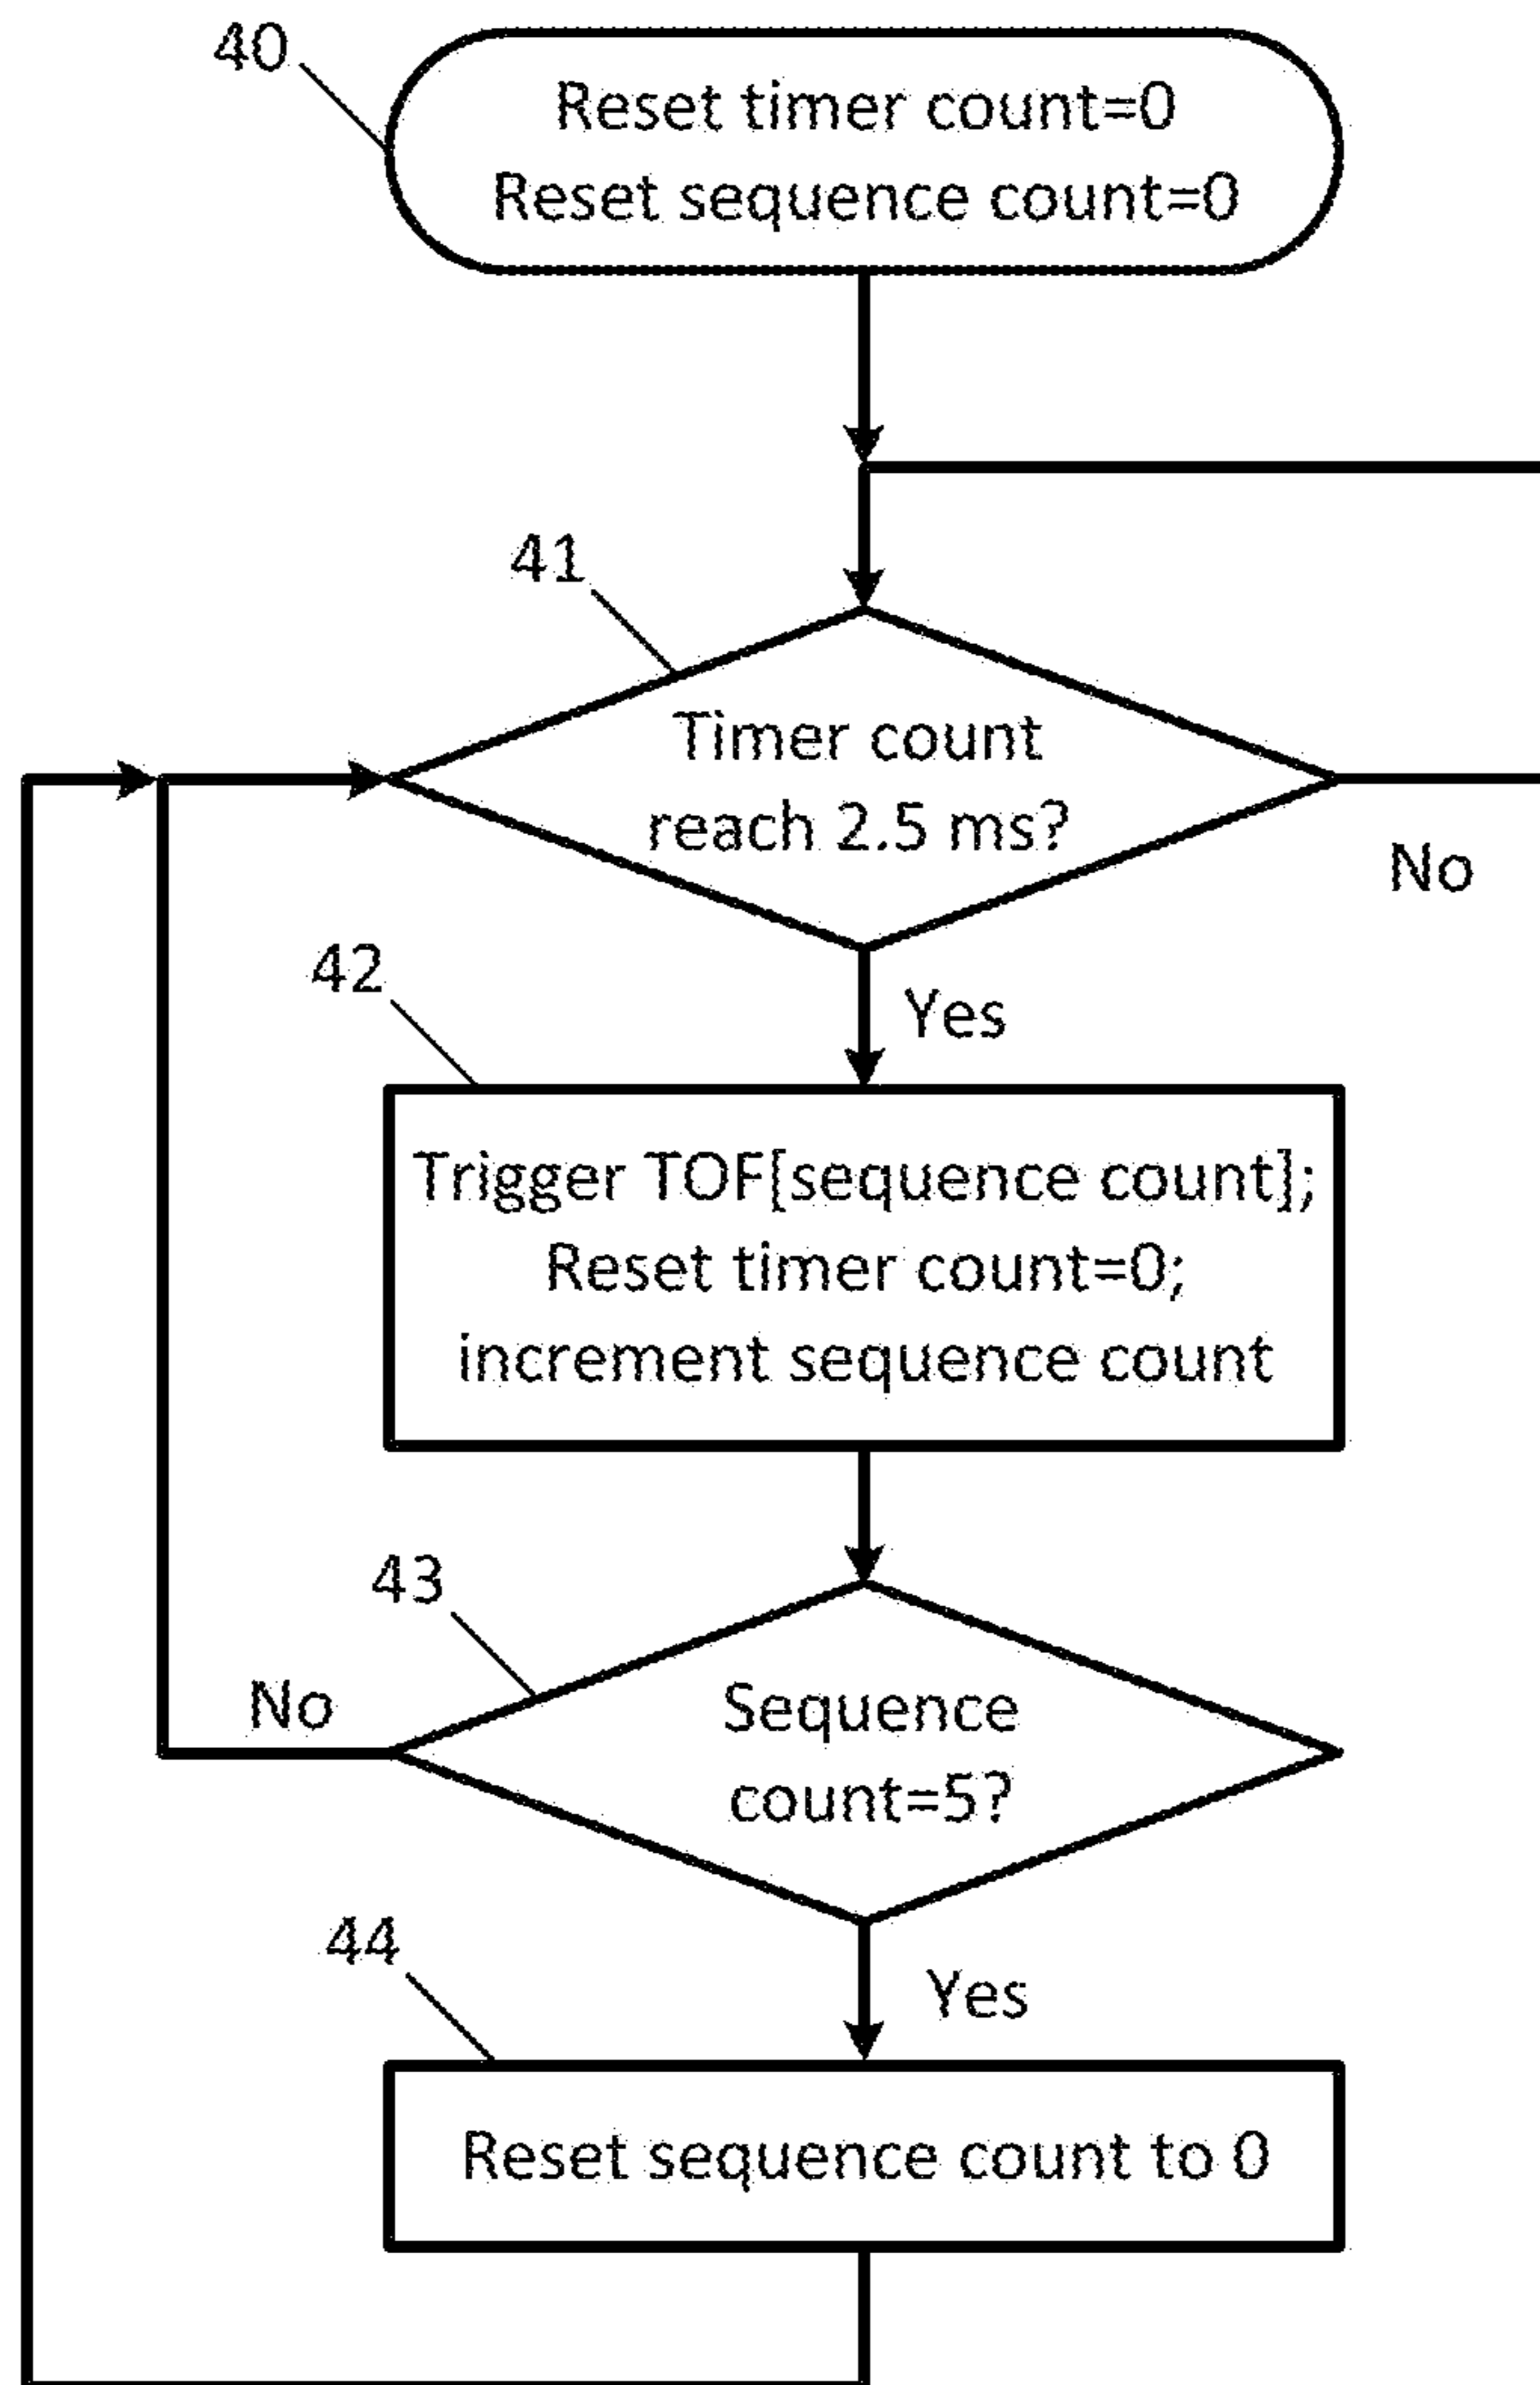 40
Reset timer count=0
Reset sequence count=0
41
Timer count
reach 2.5 ms?
No
42
Yes
Trigger TOF[sequence count];
Reset timer count=0;
increment sequence count
43
No
Sequence
count=5?
44
Yes
Reset sequence count to 0